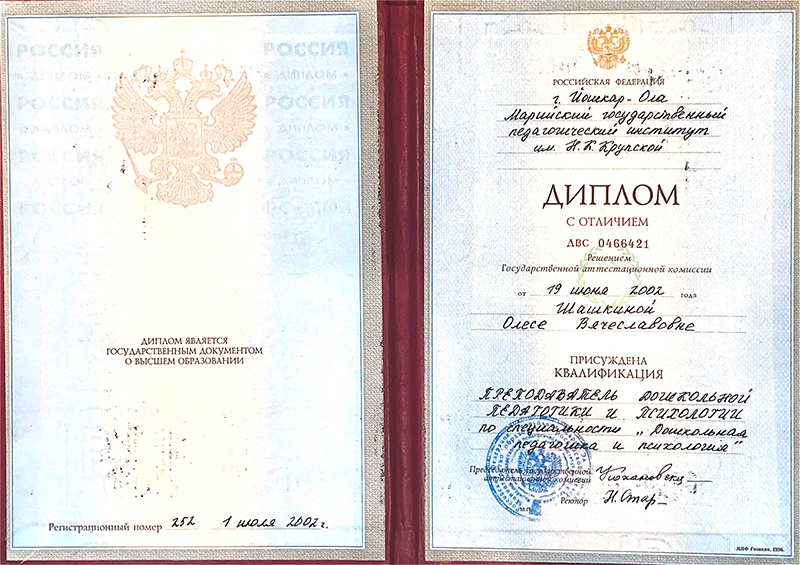 РОССИЯ
РОССИЯ
« ДИПЛОМ »
РОССИЯ
РОССИЯ
ДИПЛОМ ЯВЛЯЕТСЯ
ГОСУДАРСТВЕННЫМ ДОКУМЕНТОМ
О ВЫСШЕМ ОБРАЗОВАНИИ
Регистрационный номер 252 1 июля 2002 г.
РОССИЙСКАЯ ФЕДЕРАЦИЯ
г. Йошкар-Ола
Марийский государственный
педагогический институт
им. Н.К. Крупской
ДИПЛОМ
С ОТЛИЧИЕМ
ДВС 0466421
Решением
Государственной аттестационной комиссии
от 19 июня 2002 года
Шашкиной
Олесе Вячеславовне
ПРИСУЖДЕНА
КВАЛИФИКАЦИЯ
ПРЕПОДАВАТЕЛЬ ДОШКОЛЬНОЙ
ПЕДАГОГИКИ И ПСИХОЛОГИИ
по специальности „Дошкольная
педагогика и психология"
Председатель Государственной
аттестационной комиссии
Ректор
М.П.
МПФ Гознака. 1996.